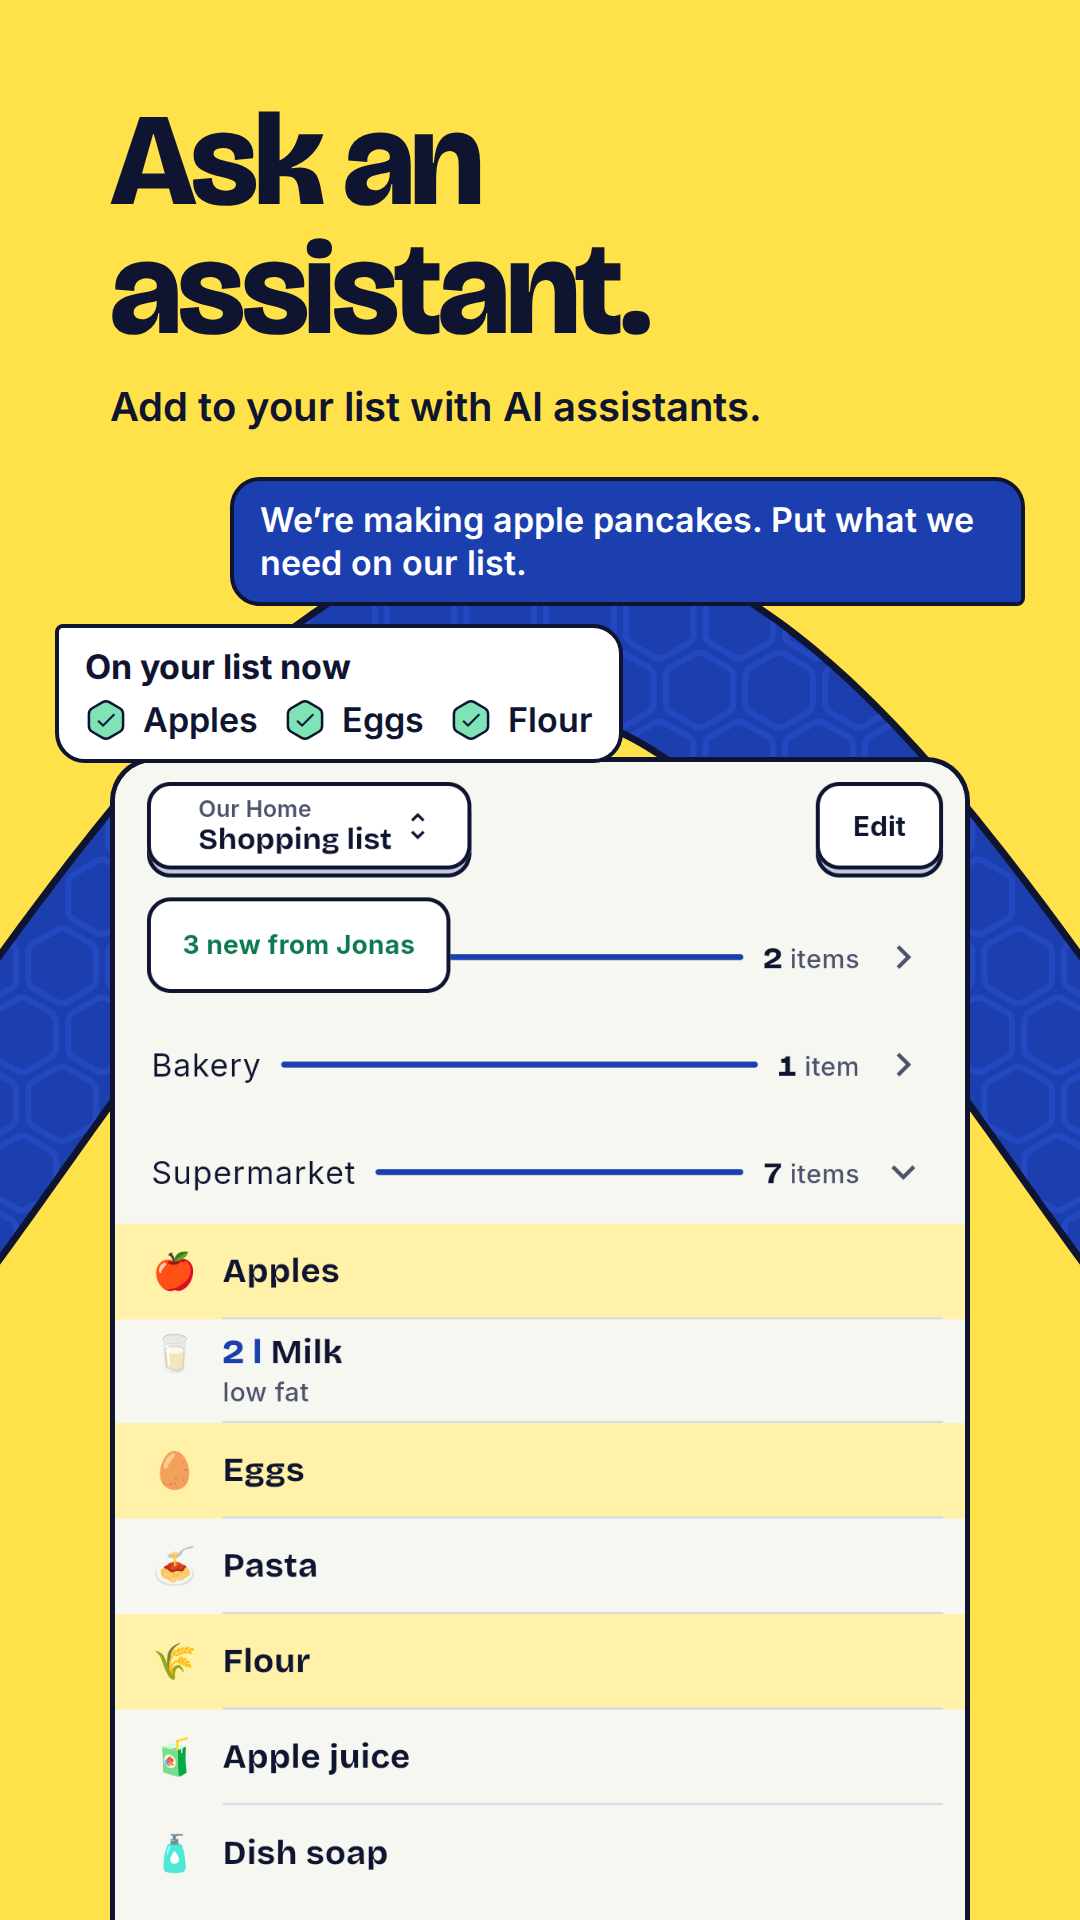 Ask an
assistant.
Add to your list with AI assistants.
We’re making apple pancakes. Put what we
need on our list.
On your list now
Apples Eggs Flour
Our Home
Shopping list
Edit
3 new from Jonas
2 items
Bakery 1 item
Supermarket 7 items
Apples
2 l Milk
low fat
Eggs
Pasta
Flour
Apple juice
Dish soap